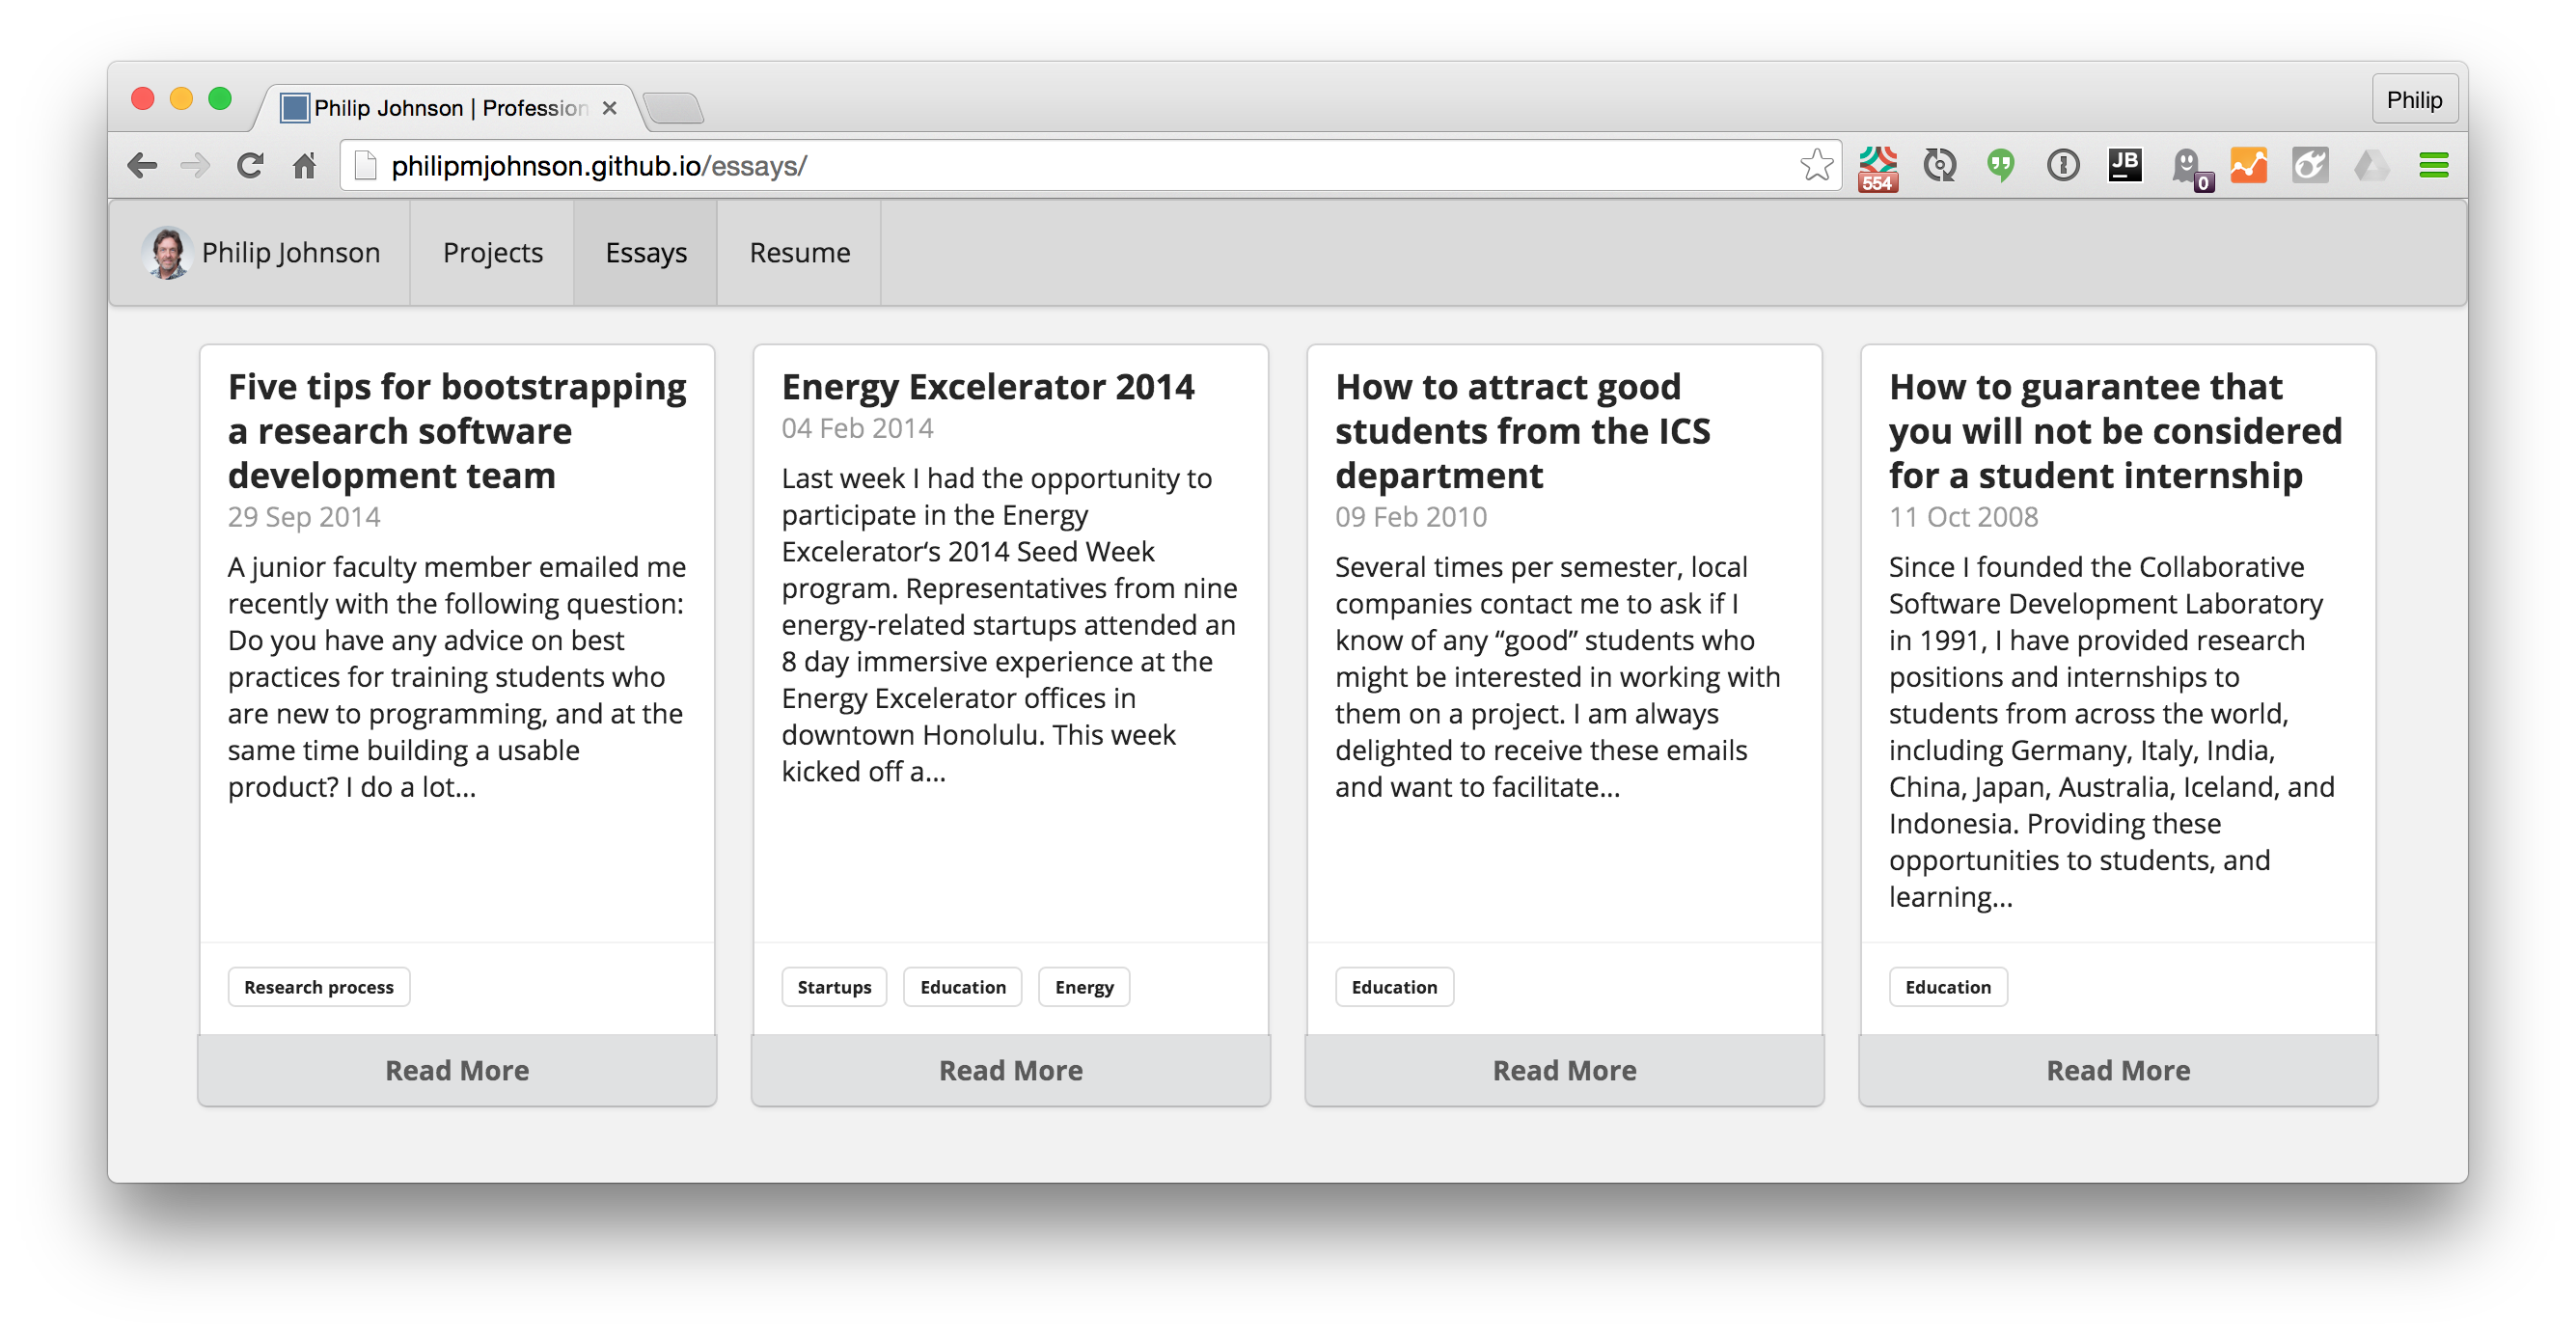 Philip Johnson | Profession
Philip
philipmjohnson.github.io/essays/
554
JB
0
Philip Johnson
Projects
Essays
Resume
Five tips for bootstrapping
a research software
development team
29 Sep 2014
A junior faculty member emailed me
recently with the following question:
Do you have any advice on best
practices for training students who
are new to programming, and at the
same time building a usable
product? I do a lot...
Research process
Read More
Energy Excelerator 2014
04 Feb 2014
Last week I had the opportunity to
participate in the Energy
Excelerator‘s 2014 Seed Week
program. Representatives from nine
energy-related startups attended an
8 day immersive experience at the
Energy Excelerator offices in
downtown Honolulu. This week
kicked off a...
Startups
Education
Energy
Read More
How to attract good
students from the ICS
department
09 Feb 2010
Several times per semester, local
companies contact me to ask if I
know of any “good” students who
might be interested in working with
them on a project. I am always
delighted to receive these emails
and want to facilitate...
Education
Read More
How to guarantee that
you will not be considered
for a student internship
11 Oct 2008
Since I founded the Collaborative
Software Development Laboratory
in 1991, I have provided research
positions and internships to
students from across the world,
including Germany, Italy, India,
China, Japan, Australia, Iceland, and
Indonesia. Providing these
opportunities to students, and
learning...
Education
Read More